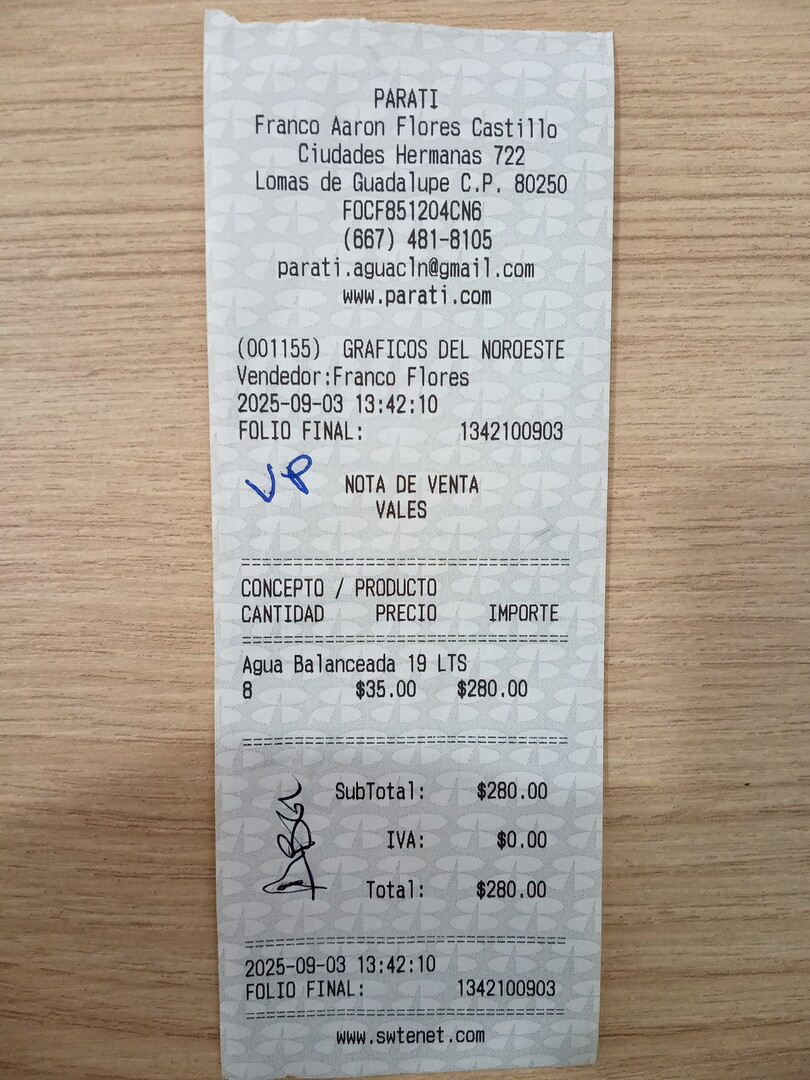 PARATI
Franco Aaron Flores Castillo
Ciudades Hermanas 722
Lomas de Guadalupe C.P. 80250
FOCF851204CN6
(667) 481-8105
parati.aguacln@gmail.com
www.parati.com
(001155) GRAFICOS DEL NOROESTE
Vendedor:Franco Flores
2025-09-03 13:42:10
FOLIO FINAL: 1342100903
VP
NOTA DE VENTA
VALES
CONCEPTO / PRODUCTO
CANTIDAD PRECIO IMPORTE
Agua Balanceada 19 LTS
8 $35.00 $280.00
SubTotal: $280.00
IVA: $0.00
Total: $280.00
2025-09-03 13:42:10
FOLIO FINAL: 1342100903
www.swtenet.com